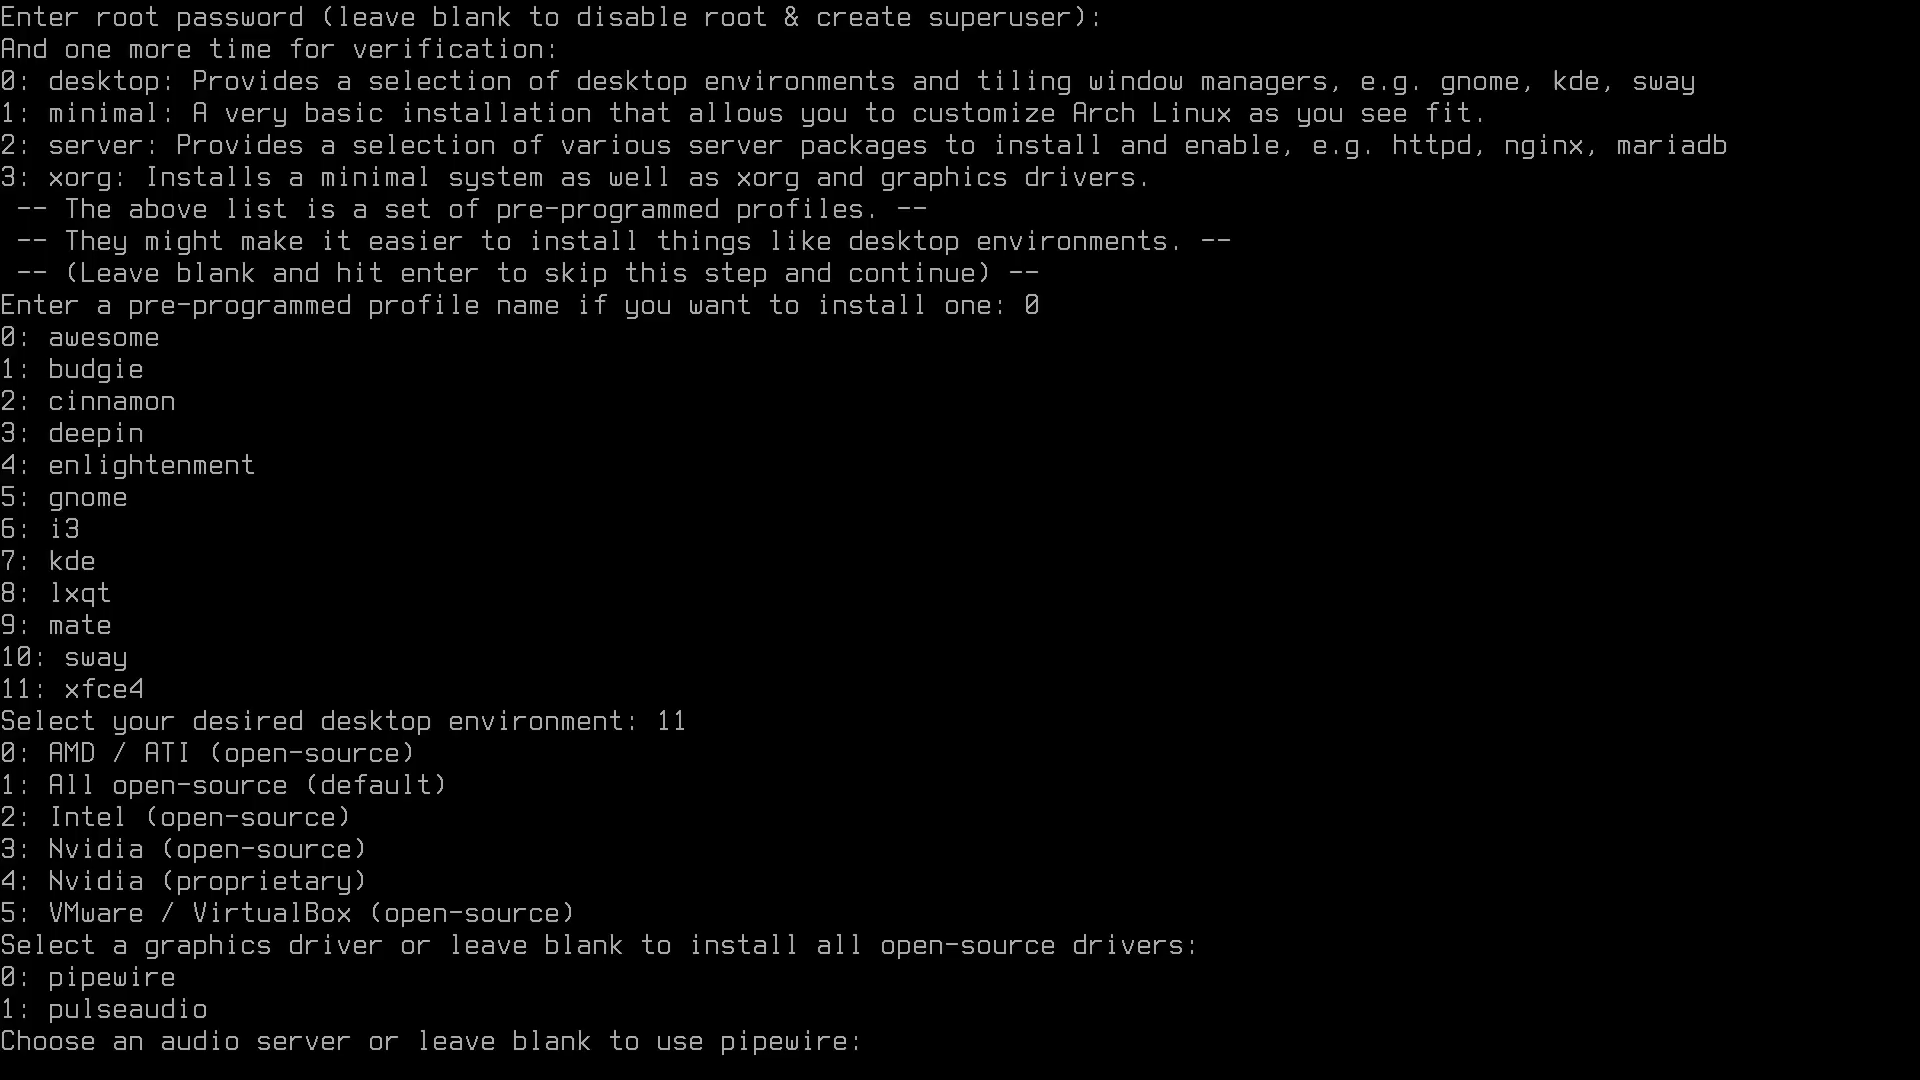 Enter root password (leave blank to disable root & create superuser):
And one more time for verification:
0: desktop: Provides a selection of desktop environments and tiling window managers, e.g. gnome, kde, sway
1: minimal: A very basic installation that allows you to customize Arch Linux as you see fit.
2: server: Provides a selection of various server packages to install and enable, e.g. httpd, nginx, mariadb
3: xorg: Installs a minimal system as well as xorg and graphics drivers.
 -- The above list is a set of pre-programmed profiles. --
 -- They might make it easier to install things like desktop environments. --
 -- (Leave blank and hit enter to skip this step and continue) --
Enter a pre-programmed profile name if you want to install one: 0
0: awesome
1: budgie
2: cinnamon
3: deepin
4: enlightenment
5: gnome
6: i3
7: kde
8: lxqt
9: mate
10: sway
11: xfce4
Select your desired desktop environment: 11
0: AMD / ATI (open-source)
1: All open-source (default)
2: Intel (open-source)
3: Nvidia (open-source)
4: Nvidia (proprietary)
5: VMware / VirtualBox (open-source)
Select a graphics driver or leave blank to install all open-source drivers:
0: pipewire
1: pulseaudio
Choose an audio server or leave blank to use pipewire: